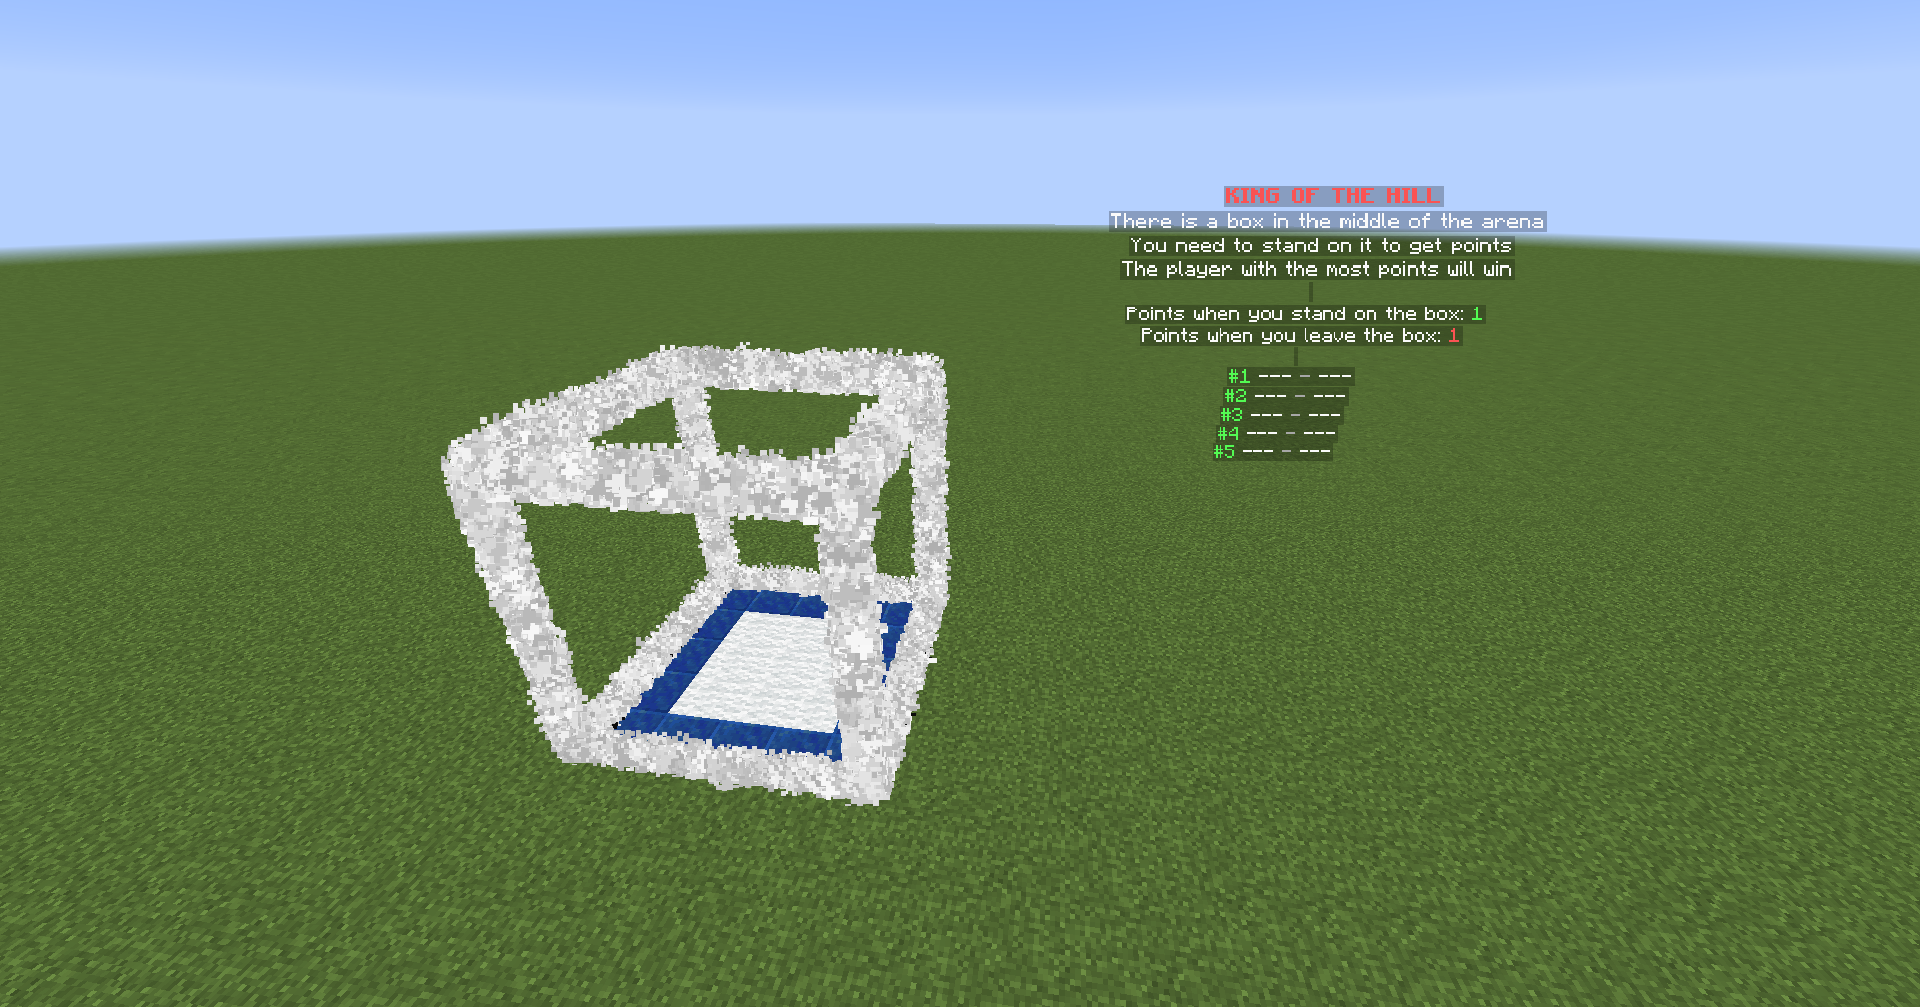 KING OF THE HILL
There is a box in the middle of the arena
You need to stand on it to get points
The player with the most points will win
Points when you stand on the box: 1
Points when you leave the box: 1
#1 --- - ---
#2 --- - ---
#3 --- - ---
#4 --- - ---
#5 --- - ---